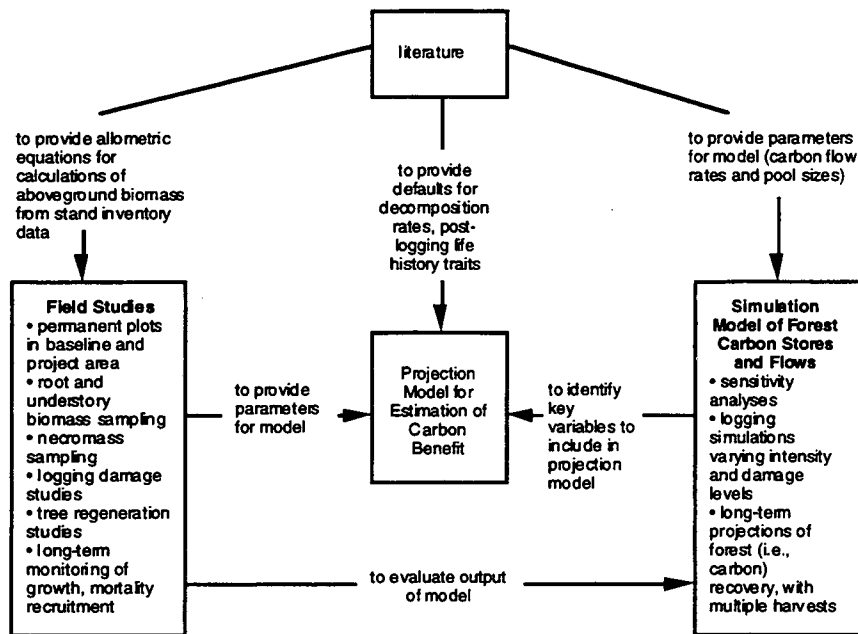 literature
to provide allometric
equations for
calculations of
aboveground biomass
from stand inventory
data
to provide
defaults for
decomposition
rates, post-
logging life
history traits
to provide parameters
for model (carbon flow
rates and pool sizes)
Field Studies
• permanent plots
in baseline and
project area
• root and
understory
biomass sampling
• necromass
sampling
• logging damage
studies
• tree regeneration
studies
• long-term
monitoring of
growth, mortality
recruitment
to provide
parameters
for model
Projection
Model for
Estimation of
Carbon
Benefit
to identify
key
variables to
include in
projection
model
Simulation
Model of Forest
Carbon Stores
and Flows
• sensitivity
analyses
• logging
simulations
varying intensity
and damage
levels
• long-term
projections of
forest (i.e.,
carbon)
recovery, with
multiple harvests
to evaluate output
of model